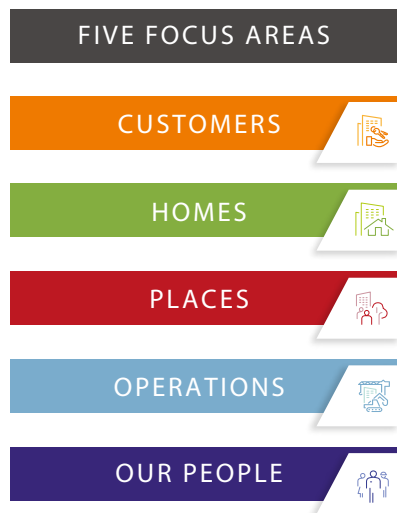 FIVE FOCUS AREAS
CUSTOMERS
HOMES
PLACES
OPERATIONS
OUR PEOPLE